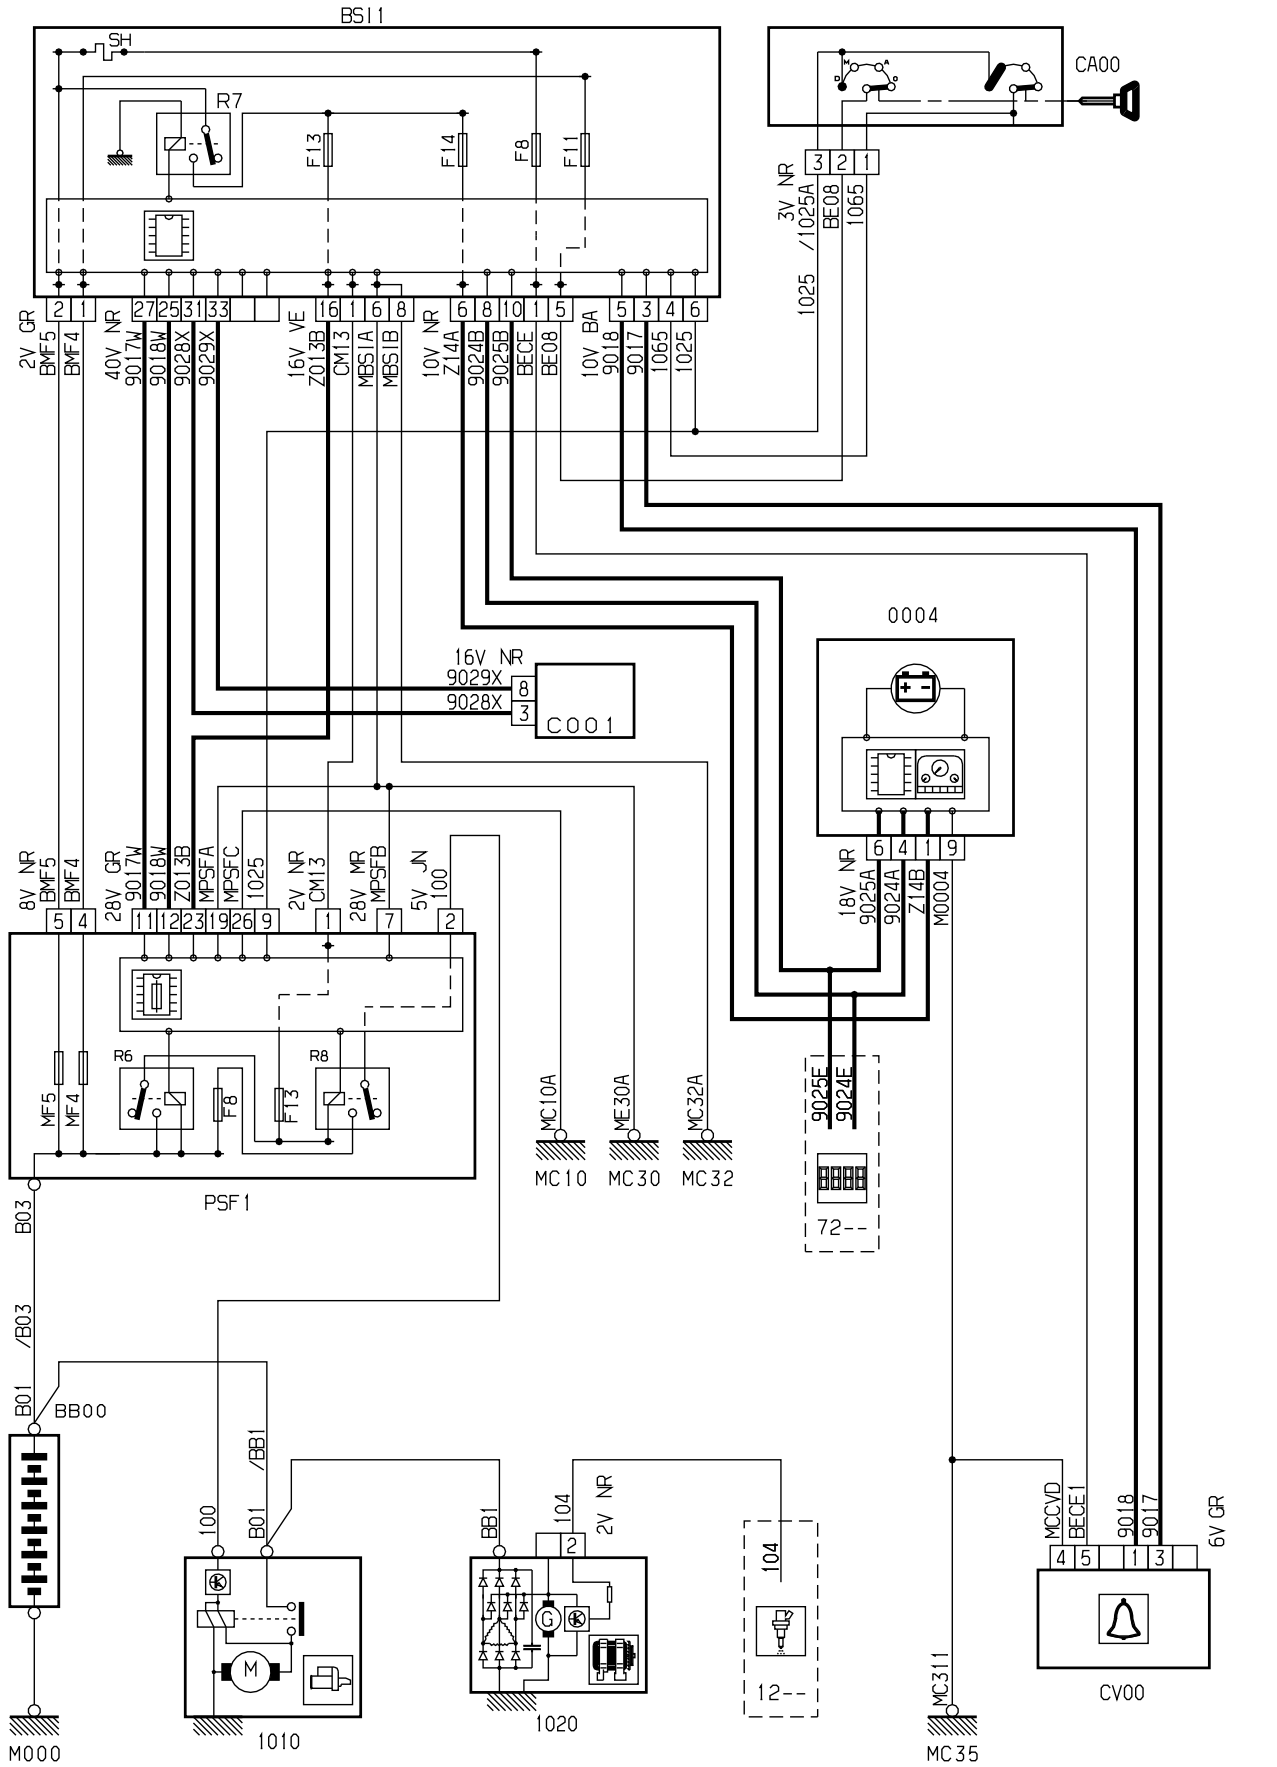 BSI1
SH
R7
F13
F14
F8
F11
CA00
M A
D O
3 2 1
3V NR
/1025A
BE08
1065
1025
2 1 27 25 31 33 16 1 6 8 6 8 10 1 5 5 3 4 6
2V GR
BMF5
BMF4
40V NR
9017W
9018W
9028X
9029X
16V VE
Z013B
CM13
MBSIA
MBSIB
10V NR
Z14A
9024B
9025B
BECE
BE08
10V BA
9018
9017
1065
1025
0004
16V NR
9029X 8
9028X 3
C001
6 4 1 9
18V NR
9025A
9024A
Z14B
M0004
8V NR
BMF5
BMF4
28V GR
9017W
9018W
Z013B
MPSFA
MPSFC
1025
2V NR
CM13
28V MR
MPSFB
5V JN
100
5 4 11 12 23 19 26 9 1 7 2
R6
R8
MF5
MF4
F8
F13
PSF1
MC10A
ME30A
MC32A
MC10
MC30
MC32
9025E
9024E
72--
B03
/B03
B01
BB00
M000
100
/BB1
B01
M
1010
BB1
104
2V NR
2
G
1020
104
12--
MC311
MC35
MCCVD
BECE1
9018
9017
6V GR
4 5 1 3
CV00